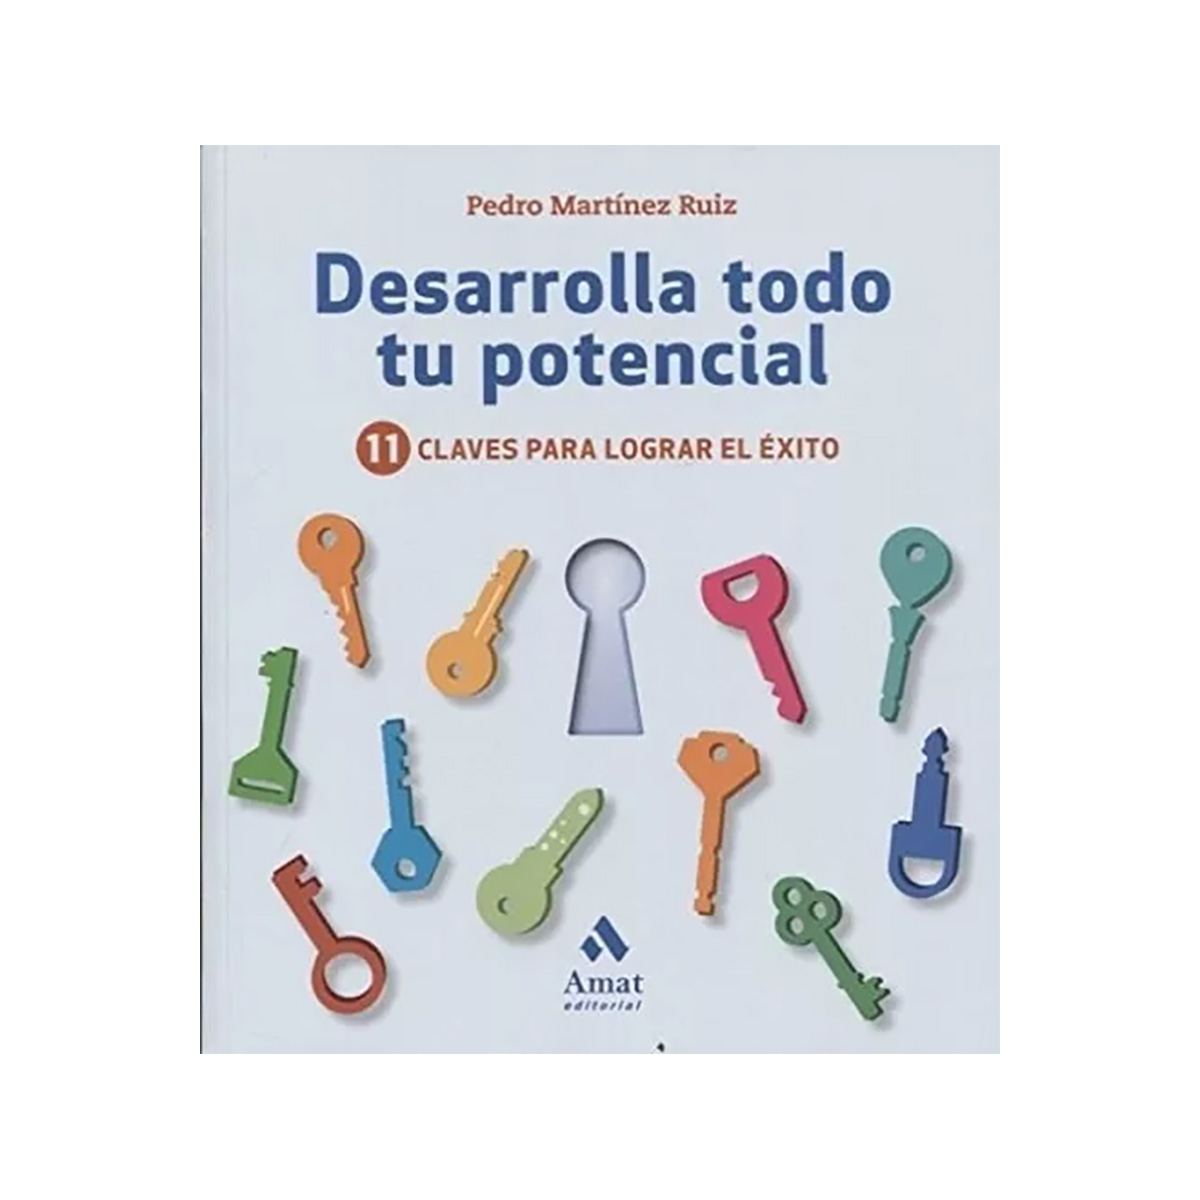 Pedro Martínez Ruiz
Desarrolla todo
tu potencial
11 CLAVES PARA LOGRAR EL ÉXITO
Amat
editorial